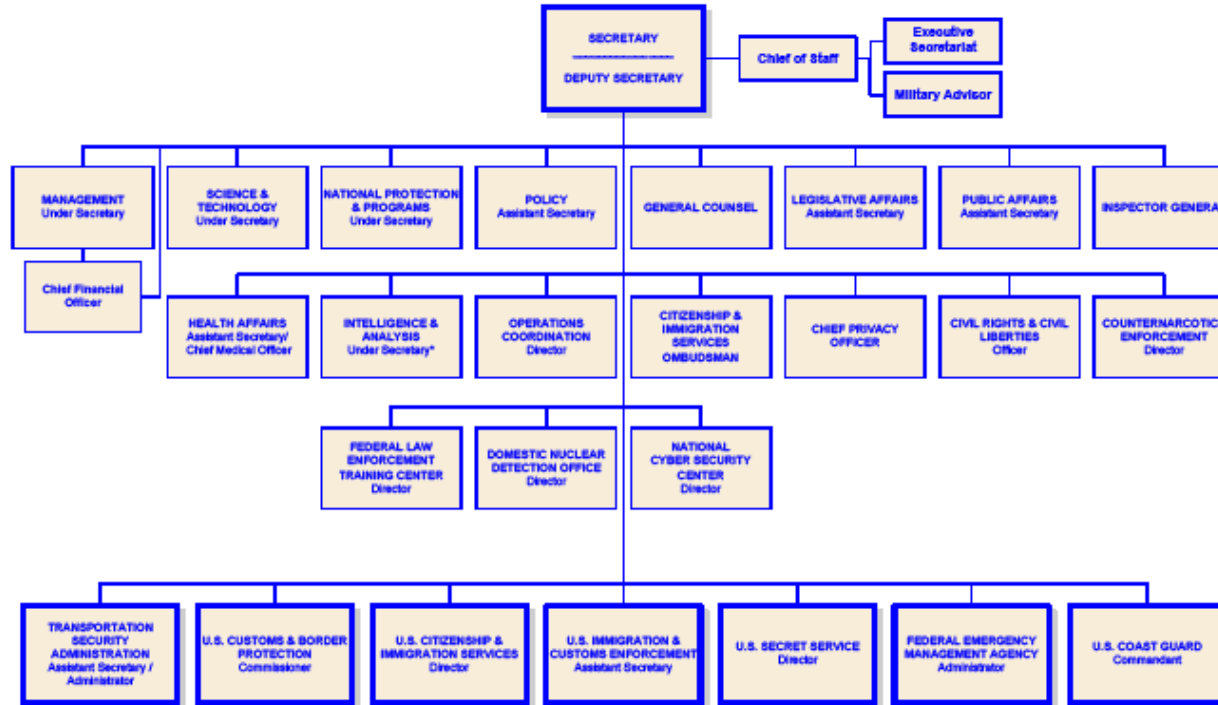 SECRETARY
DEPUTY SECRETARY
Chief of Staff
Executive
Secretariat
Military Advisor
MANAGEMENT
Under Secretary
SCIENCE &
TECHNOLOGY
Under Secretary
NATIONAL PROTECTION
& PROGRAMS
Under Secretary
POLICY
Assistant Secretary
GENERAL COUNSEL
LEGISLATIVE AFFAIRS
Assistant Secretary
PUBLIC AFFAIRS
Assistant Secretary
INSPECTOR GENERA
Chief Financial
Officer
HEALTH AFFAIRS
Assistant Secretary/
Chief Medical Officer
INTELLIGENCE &
ANALYSIS
Under Secretary*
OPERATIONS
COORDINATION
Director
CITIZENSHIP &
IMMIGRATION
SERVICES
OMBUDSMAN
CHIEF PRIVACY
OFFICER
CIVIL RIGHTS & CIVIL
LIBERTIES
Officer
COUNTERNARCOTIC
ENFORCEMENT
Director
FEDERAL LAW
ENFORCEMENT
TRAINING CENTER
Director
DOMESTIC NUCLEAR
DETECTION OFFICE
Director
NATIONAL
CYBER SECURITY
CENTER
Director
TRANSPORTATION
SECURITY
ADMINISTRATION
Assistant Secretary /
Administrator
U.S. CUSTOMS & BORDER
PROTECTION
Commissioner
U.S. CITIZENSHIP &
IMMIGRATION SERVICES
Director
U.S. IMMIGRATION &
CUSTOMS ENFORCEMENT
Assistant Secretary
U.S. SECRET SERVICE
Director
FEDERAL EMERGENCY
MANAGEMENT AGENCY
Administrator
U.S. COAST GUARD
Commandant